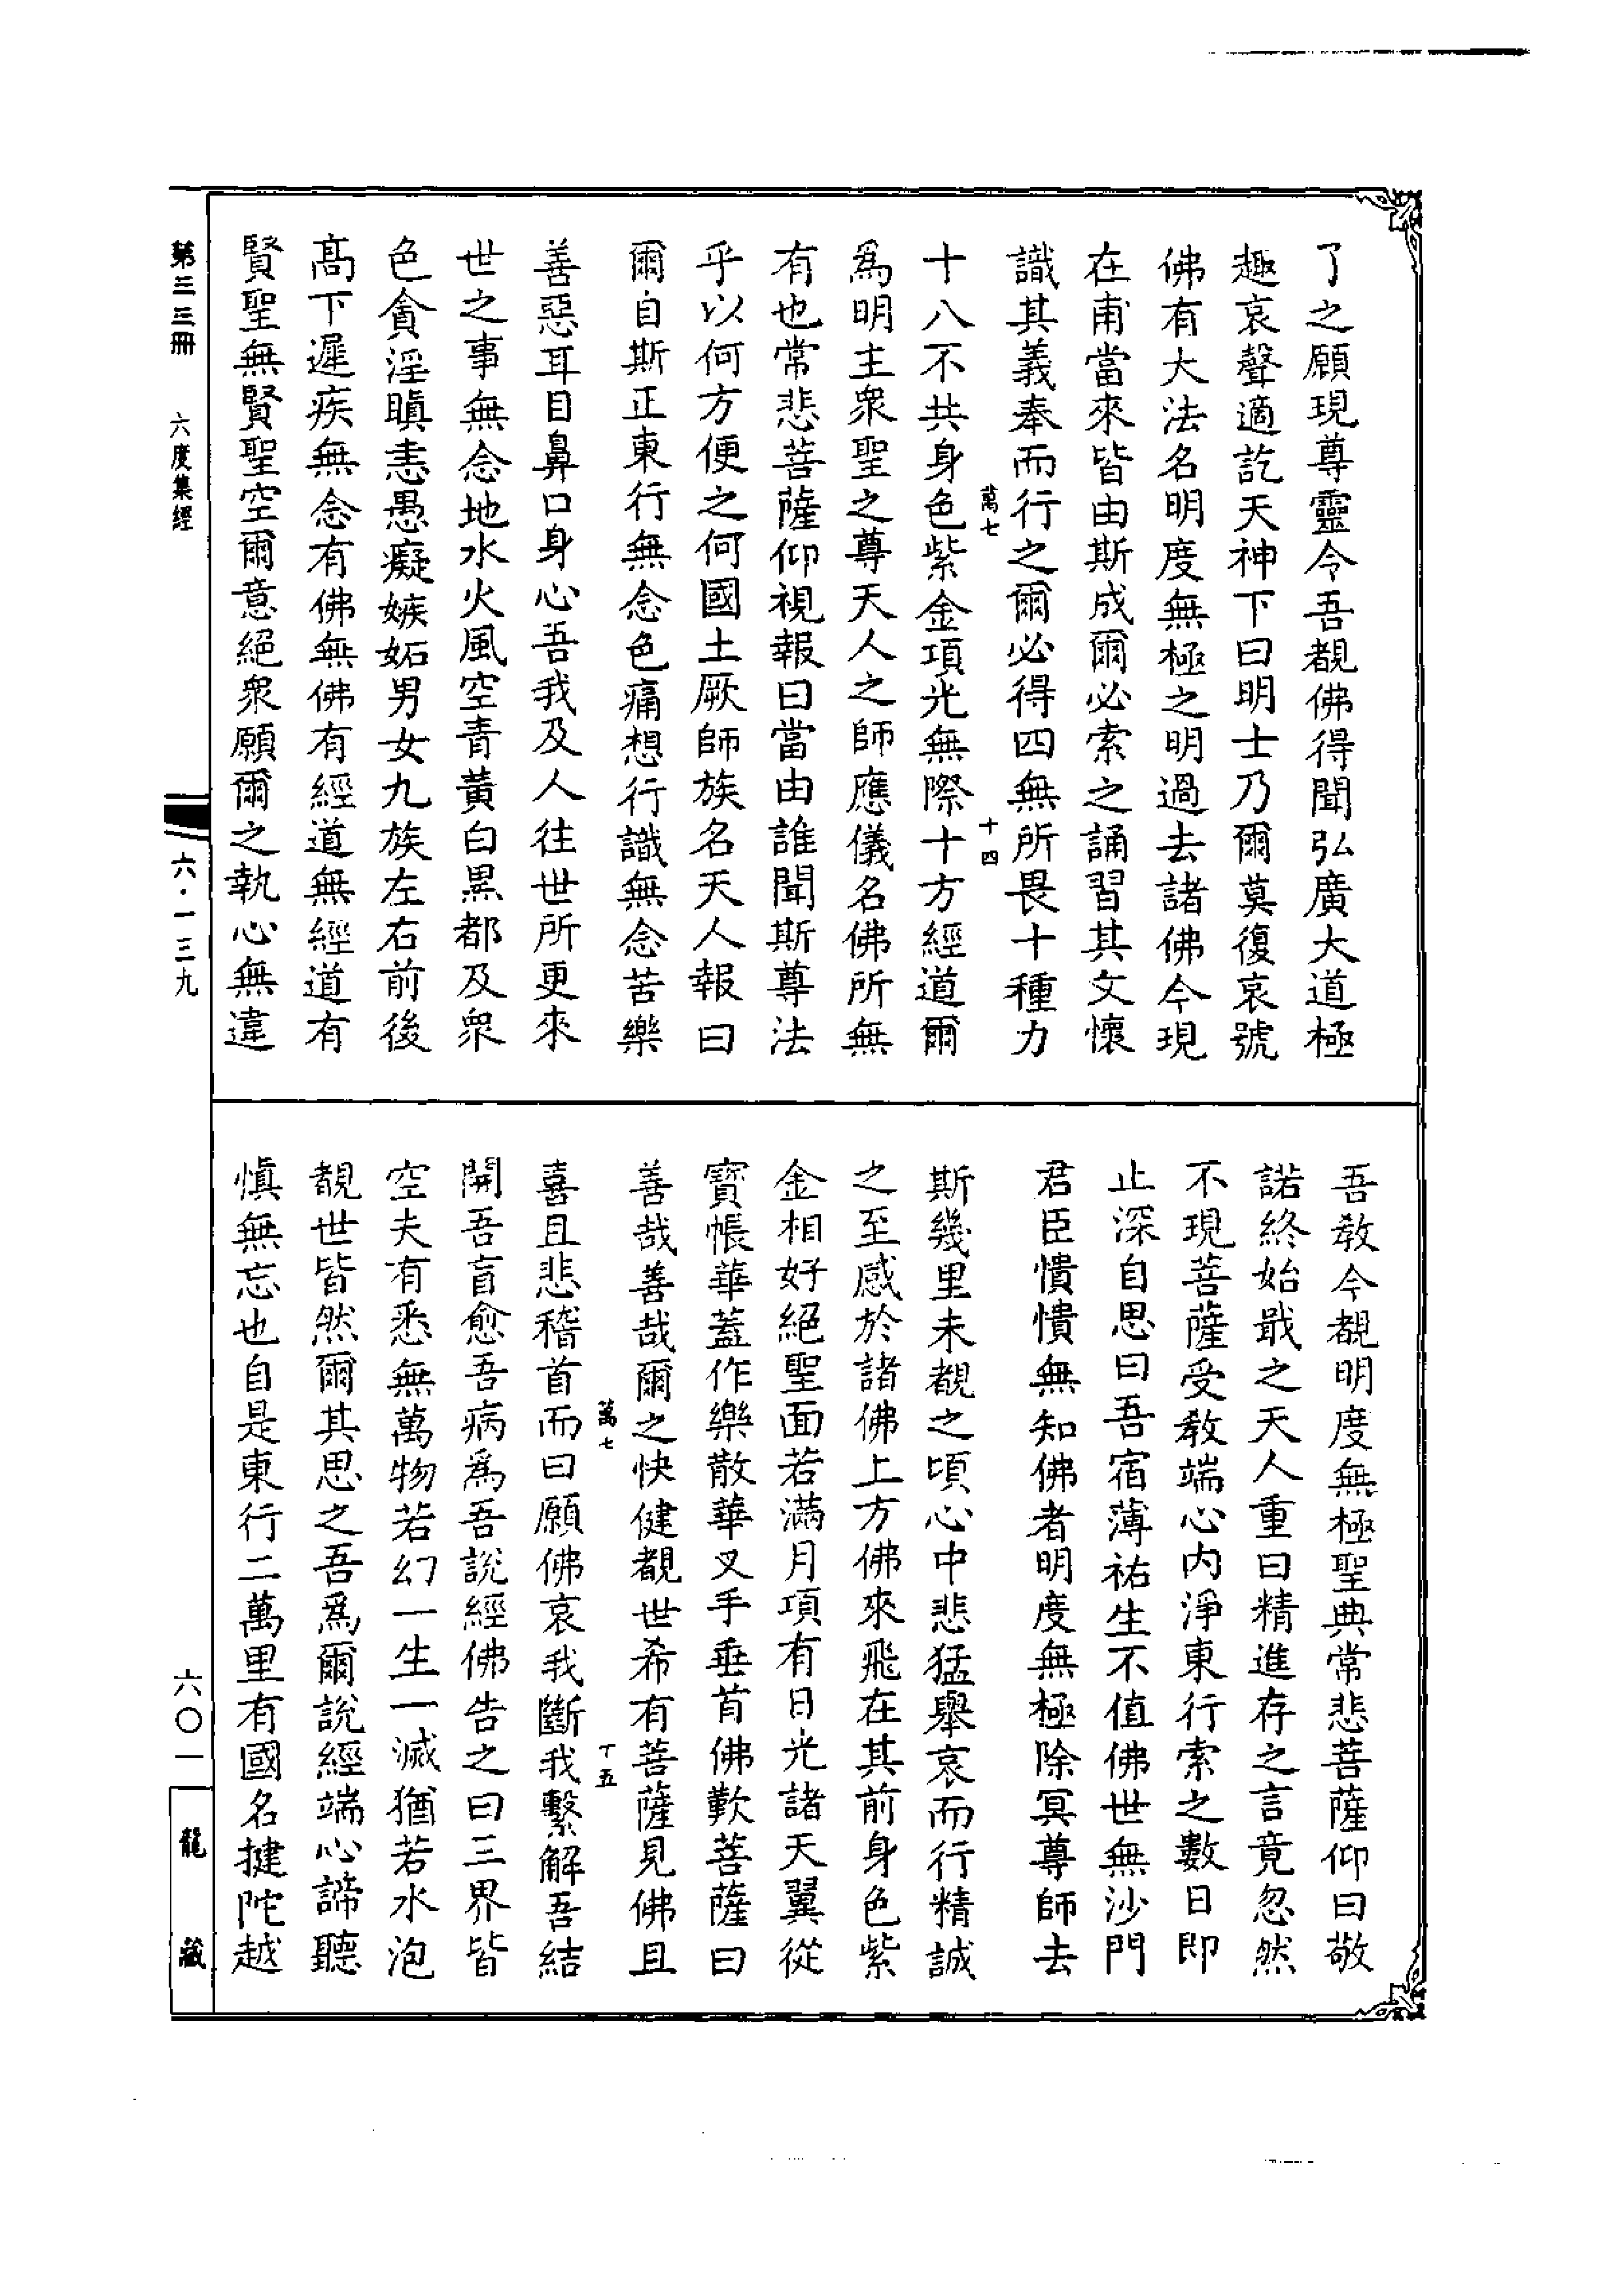 了之願現尊靈令吾覩佛得聞弘廣大道極
趣哀聲適訖天神下曰明士乃爾莫復哀號
佛有大法名明度無極之明過去諸佛今現
在甫當來皆由斯成爾必索之誦習其文懷
識其義奉而行之爾必得四無所畏十種力
萬七
十四
十八不共身色紫金項光無際十方經道爾
爲明主衆聖之尊天人之師應儀名佛所無
有也常悲菩薩仰視報曰當由誰聞斯尊法
乎以何方便之何國土厥師族名天人報曰
爾自斯正東行無念色痛想行識無念苦樂
善惡耳目鼻口身心吾我及人往世所更來
世之事無念地水火風空青黃白黑都及衆
色貪淫瞋恚愚癡嫉妬男女九族左右前後
高下遲疾無念有佛無佛有經道無經道有
賢聖無賢聖空爾意絕衆願爾之執心無違
吾教今覩明度無極聖典常悲菩薩仰曰敬
諾終始戢之天人重曰精進存之言竟忽然
不現菩薩受教端心內淨東行索之數日即
止深自思曰吾宿薄祐生不值佛世無沙門
君臣憒憒無知佛者明度無極除冥尊師去
斯幾里未覩之頃心中悲猛舉哀而行精誠
之至感於諸佛上方佛來飛在其前身色紫
金相好絕聖面若滿月項有日光諸天翼從
寶帳華蓋作樂散華叉手垂首佛歎菩薩曰
善哉善哉爾之快健覩世希有菩薩見佛且
萬七
十五
喜且悲稽首而曰願佛哀我斷我繫解吾結
開吾盲愈吾病爲吾說經佛告之曰三界皆
空夫有悉無萬物若幻一生一滅猶若水泡
覩世皆然爾其思之吾爲爾說經端心諦聽
慎無忘也自是東行二萬里有國名揵陀越
第三三冊 六度集經
六·一三九
六〇一
龍藏